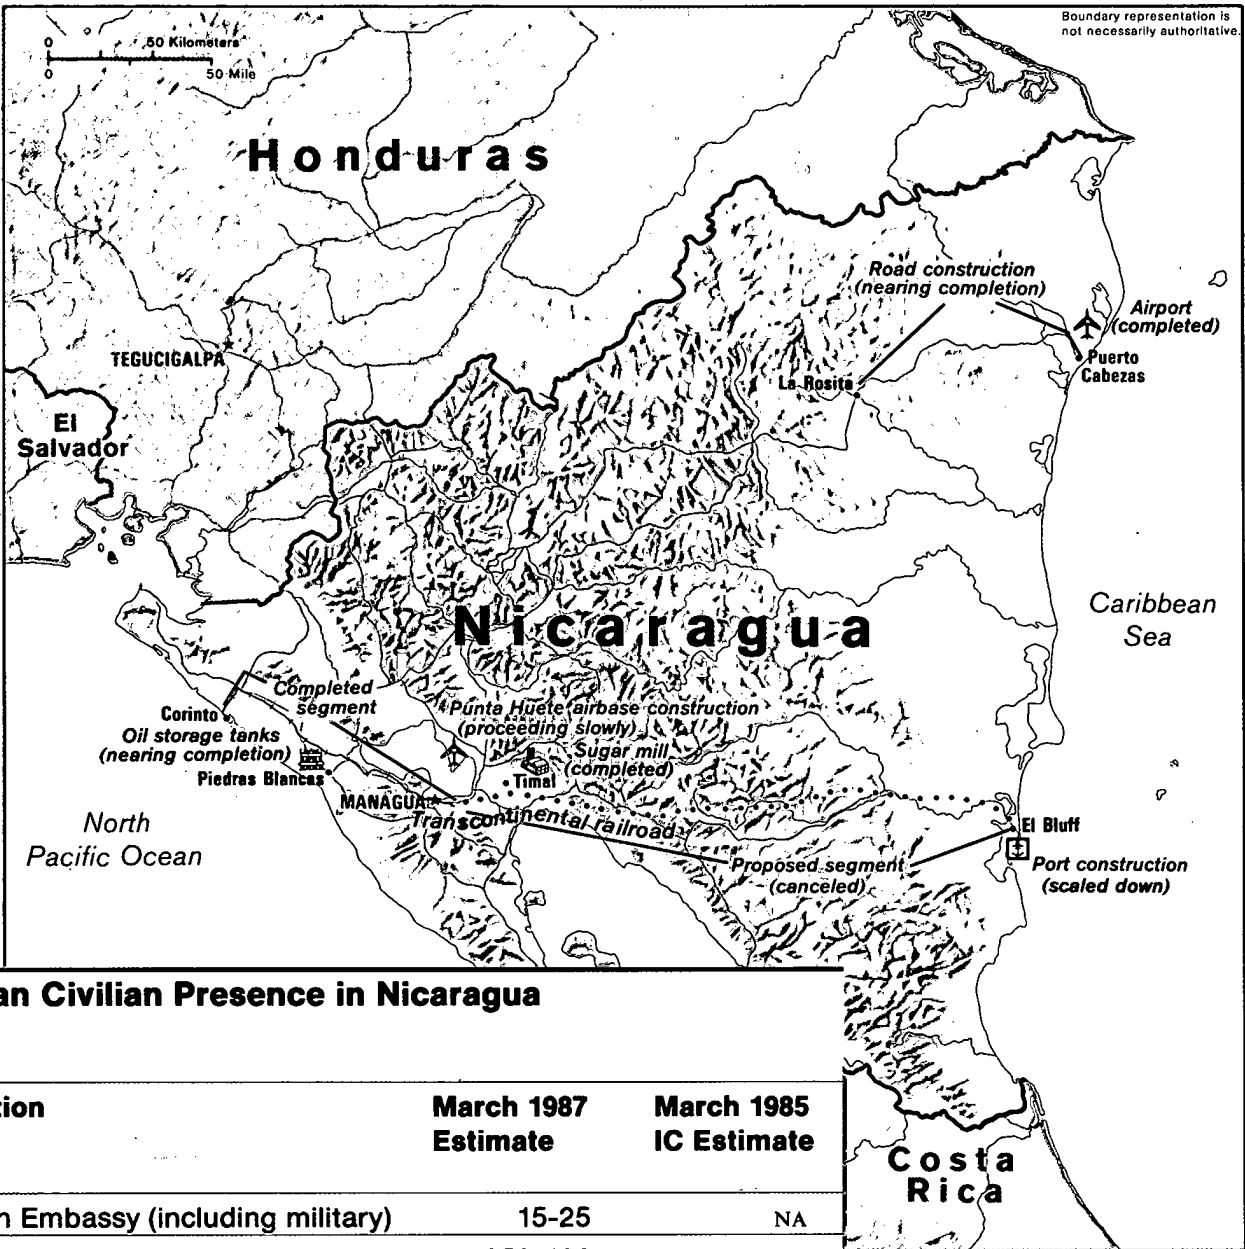 Boundary representation is
not necessarily authoritative.
0 50 Kilometers
0 50 Mile
Honduras
Road construction
(nearing completion)
Airport
(completed)
TEGUCIGALPA
Puerto
Cabezas
La Rosita
El
Salvador
Caribbean
Sea
Nicaragua
Completed
segment
Punta Huete airbase construction
(proceeding slowly)
Corinto
Oil storage tanks
(nearing completion)
Sugar mill
(completed)
Piedras Blancas
Timal
MANAGUA
Transcontinental railroad
North
Pacific Ocean
El Bluff
Proposed segment
(canceled)
Port construction
(scaled down)
an Civilian Presence in Nicaragua
tion
March 1987
Estimate
March 1985
IC Estimate
Costa
Rica
n Embassy (including military) 15-25 NA